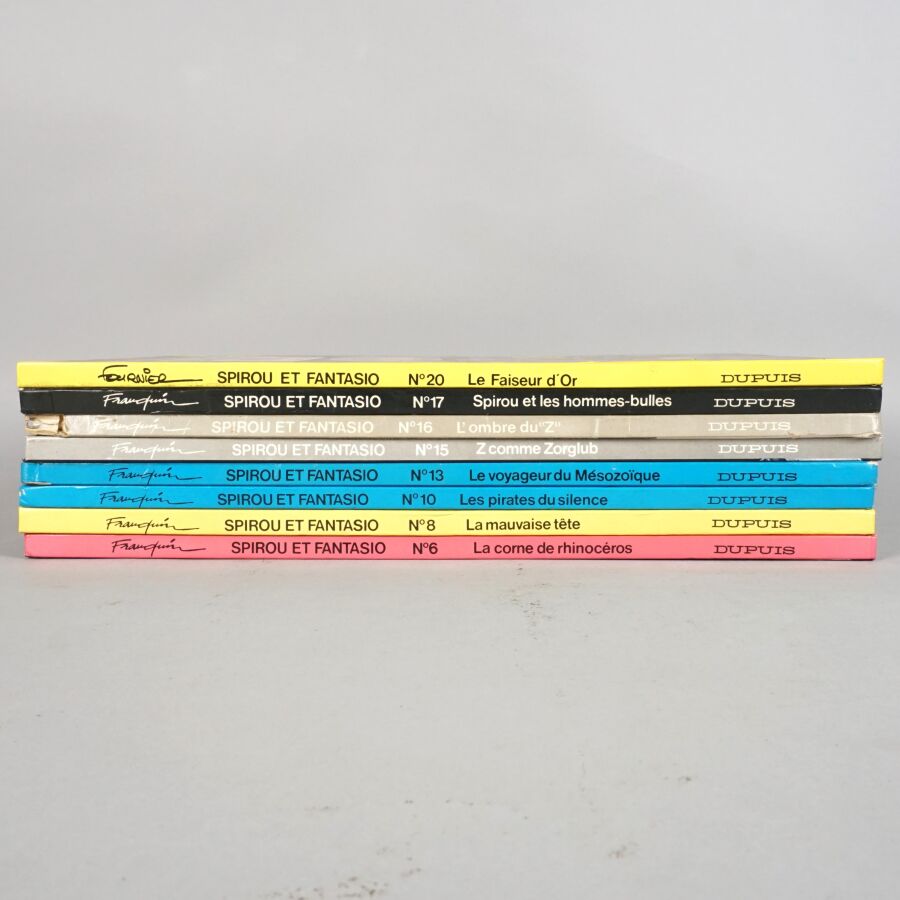 FOURNIER SPIROU ET FANTASIO N°20 Le Faiseur d'Or DUPUIS
Franquin SPIROU ET FANTASIO N°17 Spirou et les hommes-bulles DUPUIS
Franquin SPIROU ET FANTASIO N°16 L'ombre du "Z" DUPUIS
Franquin SPIROU ET FANTASIO N°15 Z comme Zorglub DUPUIS
Franquin SPIROU ET FANTASIO N°13 Le voyageur du Mésozoïque DUPUIS
Franquin SPIROU ET FANTASIO N°10 Les pirates du silence DUPUIS
Franquin SPIROU ET FANTASIO N°8 La mauvaise tête DUPUIS
Franquin SPIROU ET FANTASIO N°6 La corne de rhinocéros DUPUIS